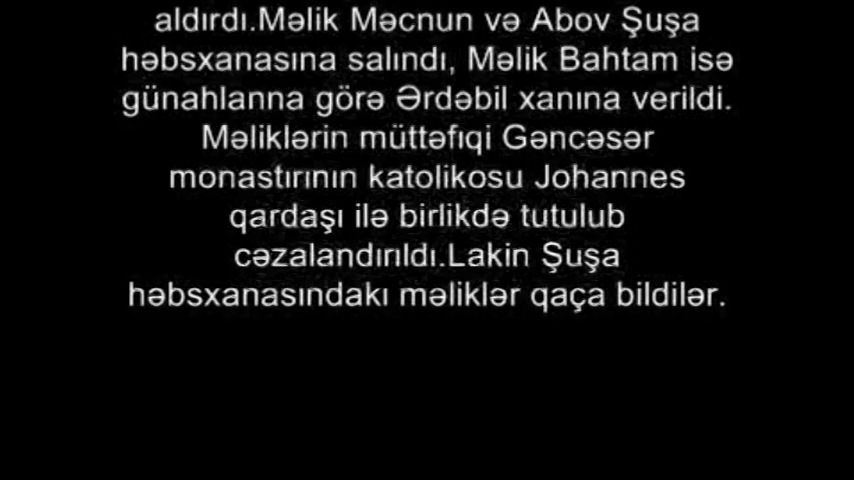 aldırdı.Məlik Məcnun və Abov Şuşa
həbsxanasına salındı, Məlik Bahtam isə
günahlanna görə Ərdəbil xanına verildi.
Məliklərin müttəfıqi Gəncəsər
monastırının katolikosu Johannes
qardaşı ilə birlikdə tutulub
cəzalandırıldı.Lakin Şuşa
həbsxanasındakı məliklər qaça bildilər.